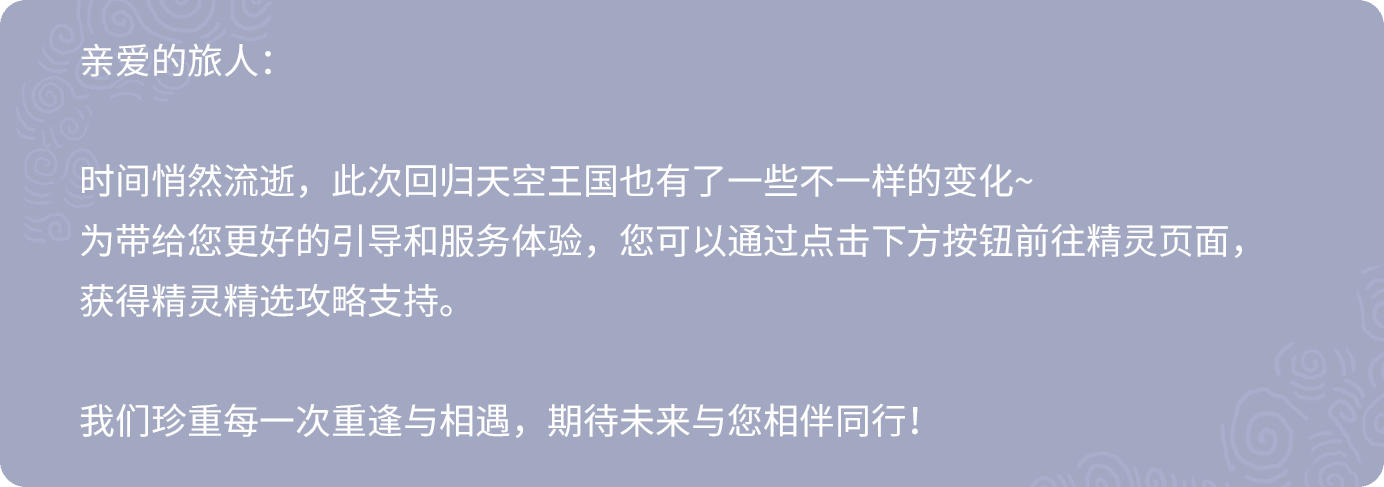 亲爱的旅人：
时间悄然流逝，此次回归天空王国也有了一些不一样的变化~
为带给您更好的引导和服务体验，您可以通过点击下方按钮前往精灵页面，
获得精灵精选攻略支持。
我们珍重每一次重逢与相遇，期待未来与您相伴同行！